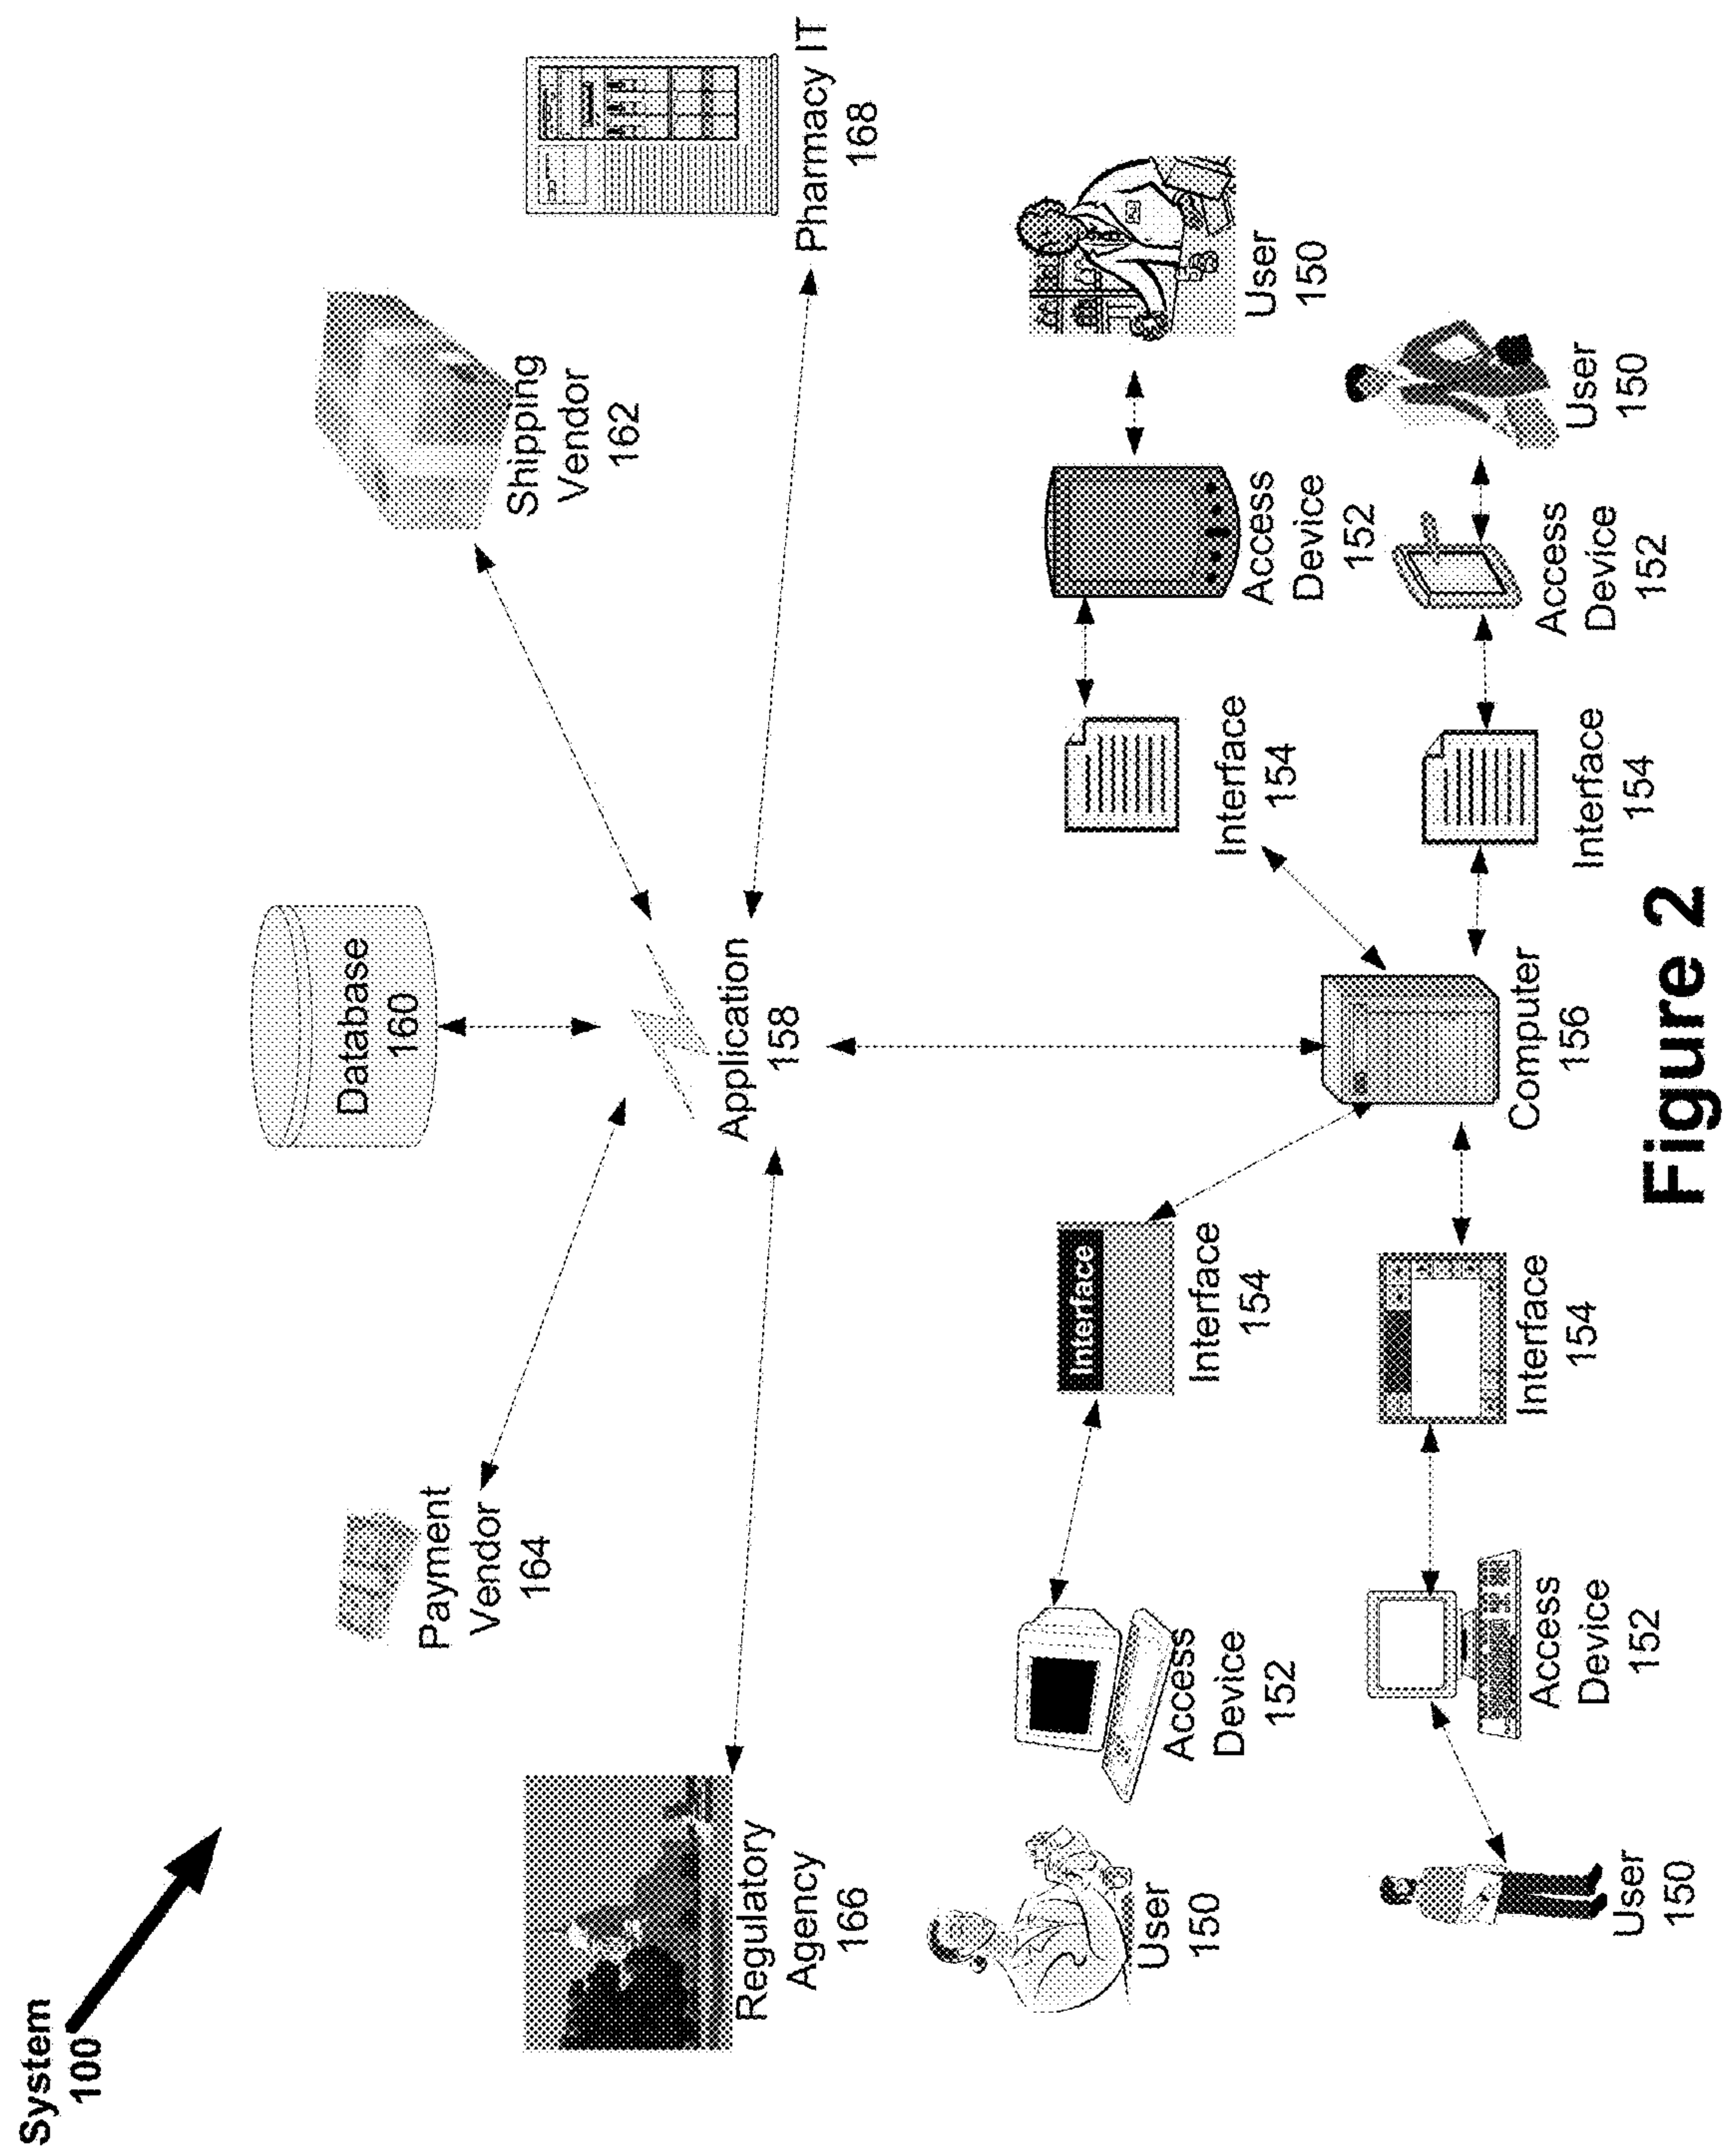 System
100
Database
160
Payment
Vendor
164
Shipping
Vendor
162
Regulatory
Agency
166
Application
158
Pharmacy IT
168
User
150
Access
Device
152
Interface
Interface
154
Interface
154
Access
Device
152
User
150
User
150
Access
Device
152
Interface
154
Computer
156
Interface
154
Access
Device
152
User
150
Figure 2